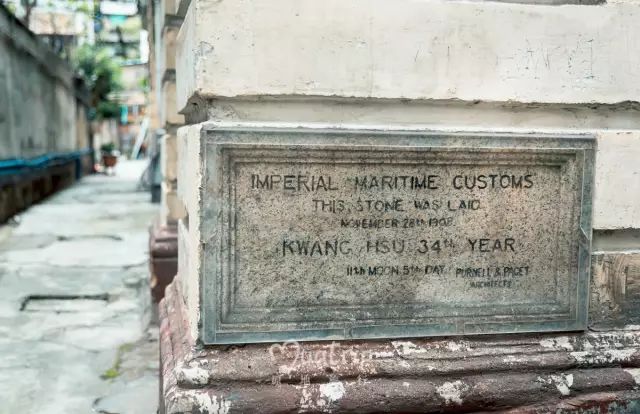 IMPERIAL MARITIME CUSTOMS
THIS STONE WAS LAID
NOVEMBER 28TH 1908
KWANG HSU 34TH YEAR
11th MOON 5TH DAY PURNELL & PAGET
ARCHITECTS